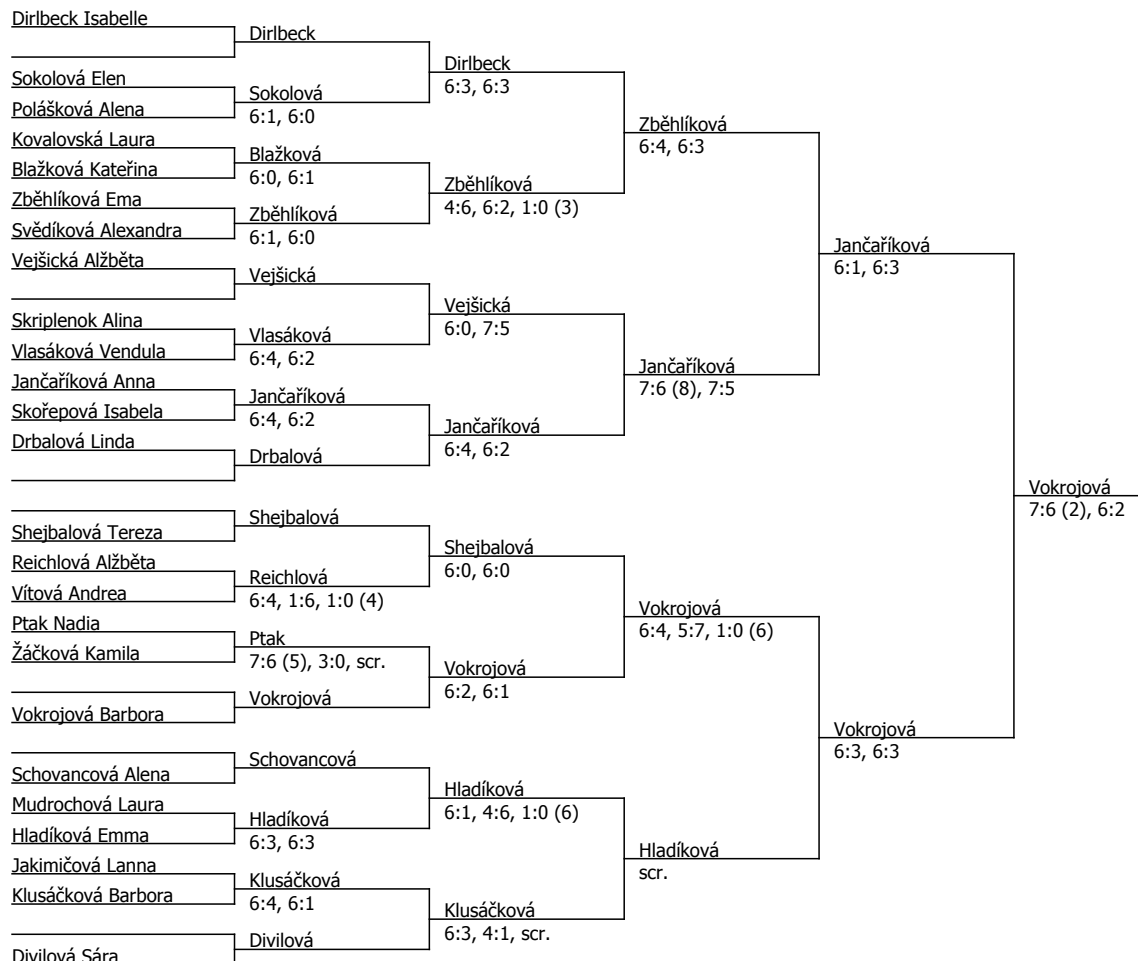 Dirlbeck Isabelle
Sokolová Elen
Polášková Alena
Kovalovská Laura
Blažková Kateřina
Zběhlíková Ema
Svědíková Alexandra
Vejšická Alžběta
Skriplenok Alina
Vlasáková Vendula
Jančaříková Anna
Skořepová Isabela
Drbalová Linda
Shejbalová Tereza
Reichlová Alžběta
Vítová Andrea
Ptak Nadia
Žáčková Kamila
Vokrojová Barbora
Schovancová Alena
Mudrochová Laura
Hladíková Emma
Jakimičová Lanna
Klusáčková Barbora
Divilová Sára
Dirlbeck
Sokolová
6:1, 6:0
Blažková
6:0, 6:1
Zběhlíková
6:1, 6:0
Vejšická
Vlasáková
6:4, 6:2
Jančaříková
6:4, 6:2
Drbalová
Shejbalová
Reichlová
6:4, 1:6, 1:0 (4)
Ptak
7:6 (5), 3:0, scr.
Vokrojová
Schovancová
Hladíková
6:3, 6:3
Klusáčková
6:4, 6:1
Divilová
Dirlbeck
6:3, 6:3
Zběhlíková
4:6, 6:2, 1:0 (3)
Vejšická
6:0, 7:5
Jančaříková
6:4, 6:2
Shejbalová
6:0, 6:0
Vokrojová
6:2, 6:1
Hladíková
6:1, 4:6, 1:0 (6)
Klusáčková
6:3, 4:1, scr.
Zběhlíková
6:4, 6:3
Jančaříková
7:6 (8), 7:5
Vokrojová
6:4, 5:7, 1:0 (6)
Hladíková
scr.
Jančaříková
6:1, 6:3
Vokrojová
6:3, 6:3
Vokrojová
7:6 (2), 6:2